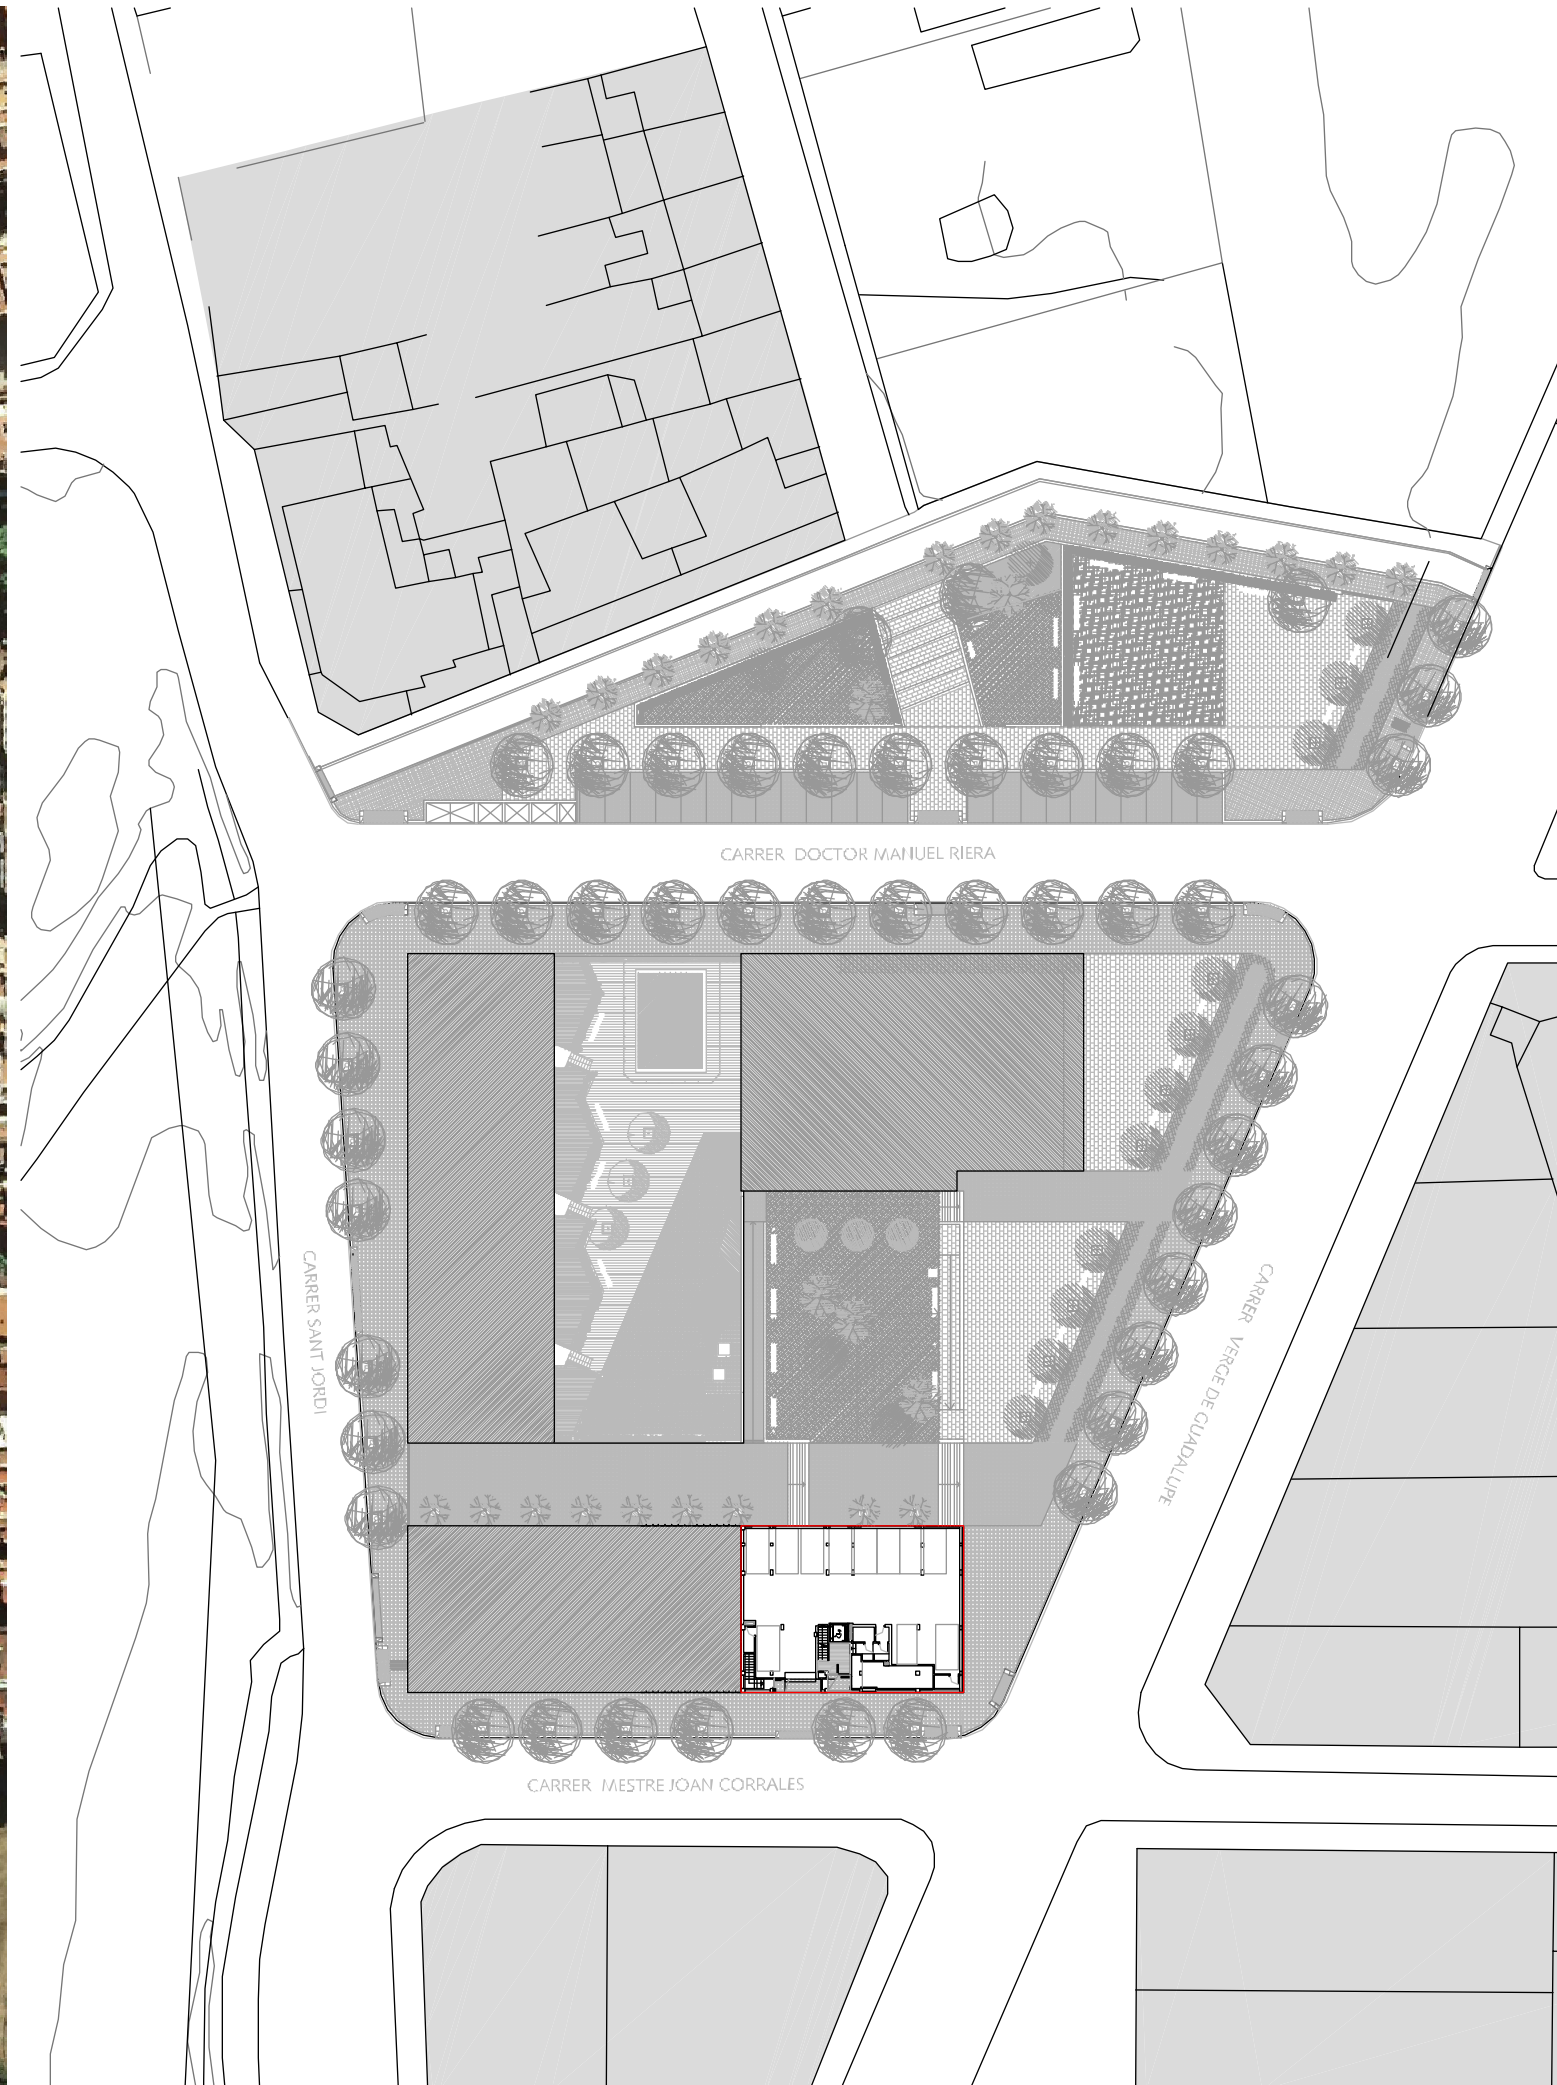 CARRER DOCTOR MANUEL RIERA
CARRER SANT JORDI
CARRER VERGE DE GUADALUPE
CARRER MESTRE JOAN CORRALES